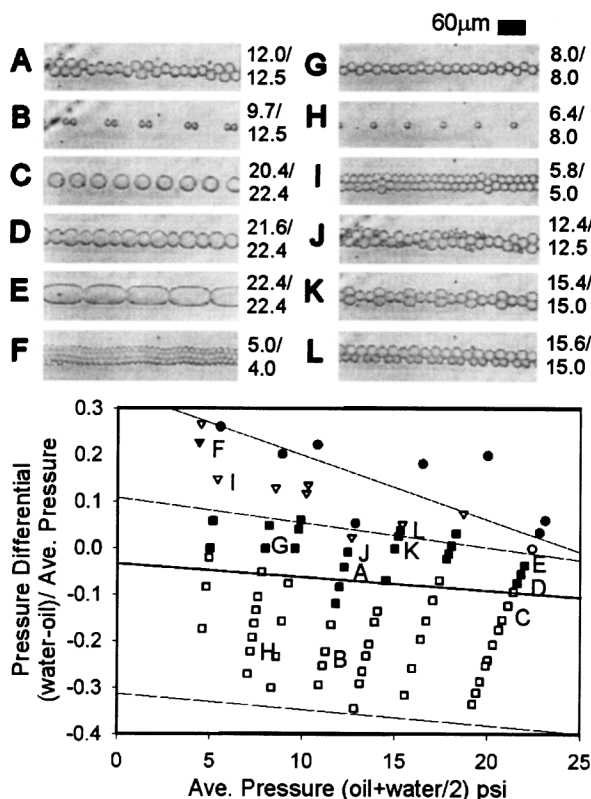 60μm
A 12.0/
12.5
B 9.7/
12.5
C 20.4/
22.4
D 21.6/
22.4
E 22.4/
22.4
F 5.0/
4.0
G 8.0/
8.0
H 6.4/
8.0
I 5.8/
5.0
J 12.4/
12.5
K 15.4/
15.0
L 15.6/
15.0
Pressure Differential
(water-oil)/ Ave. Pressure
0.3
0.2
0.1
0.0
-0.1
-0.2
-0.3
-0.4
F
I
G
H
J
A
B
L
K
E
D
C
0 5 10 15 20 25
Ave. Pressure (oil+water/2) psi